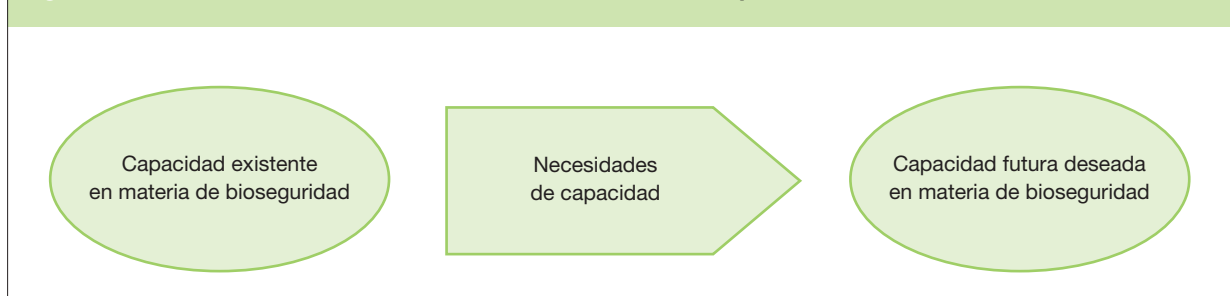 Capacidad existente
en materia de bioseguridad
Necesidades
de capacidad
Capacidad futura deseada
en materia de bioseguridad